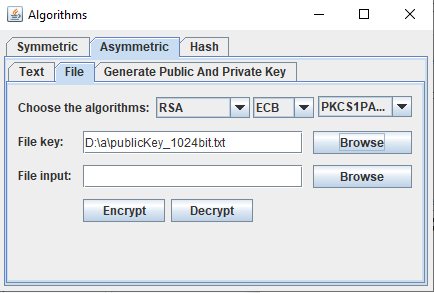 Algorithms
Symmetric Asymmetric Hash
Text File Generate Public And Private Key
Choose the algorithms: RSA ECB PKCS1PA...
File key: D:\a\publicKey_1024bit.txt Browse
File input: Browse
Encrypt Decrypt